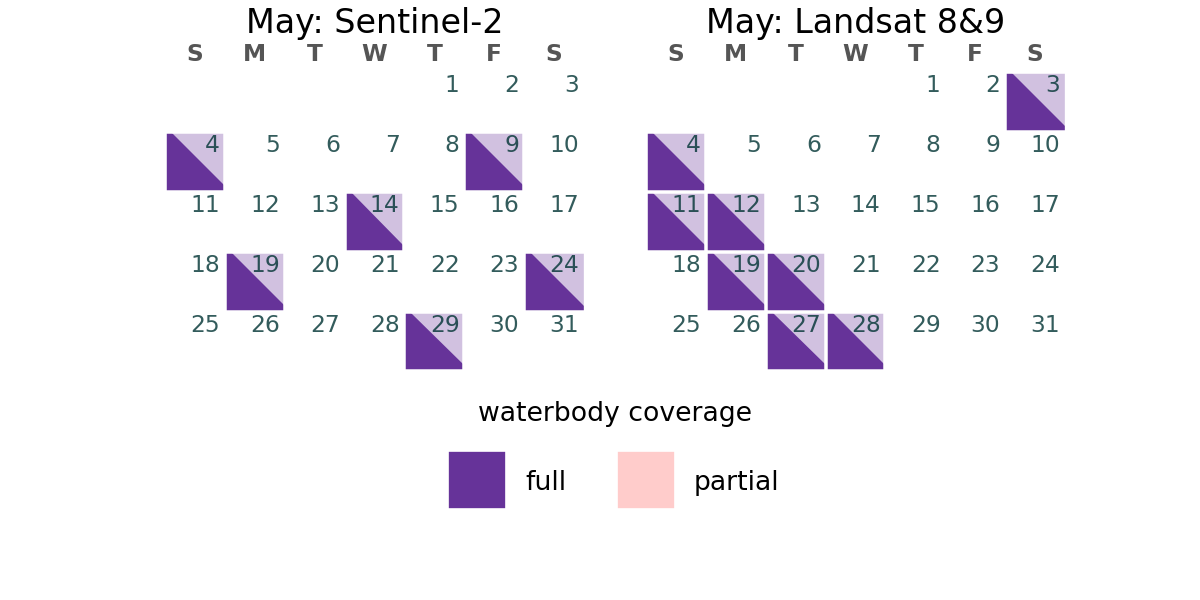 May: Sentinel-2
S M T W T F S
1 2 3
4 5 6 7 8 9 10
11 12 13 14 15 16 17
18 19 20 21 22 23 24
25 26 27 28 29 30 31
May: Landsat 8&9
S M T W T F S
1 2 3
4 5 6 7 8 9 10
11 12 13 14 15 16 17
18 19 20 21 22 23 24
25 26 27 28 29 30 31
waterbody coverage
full
partial